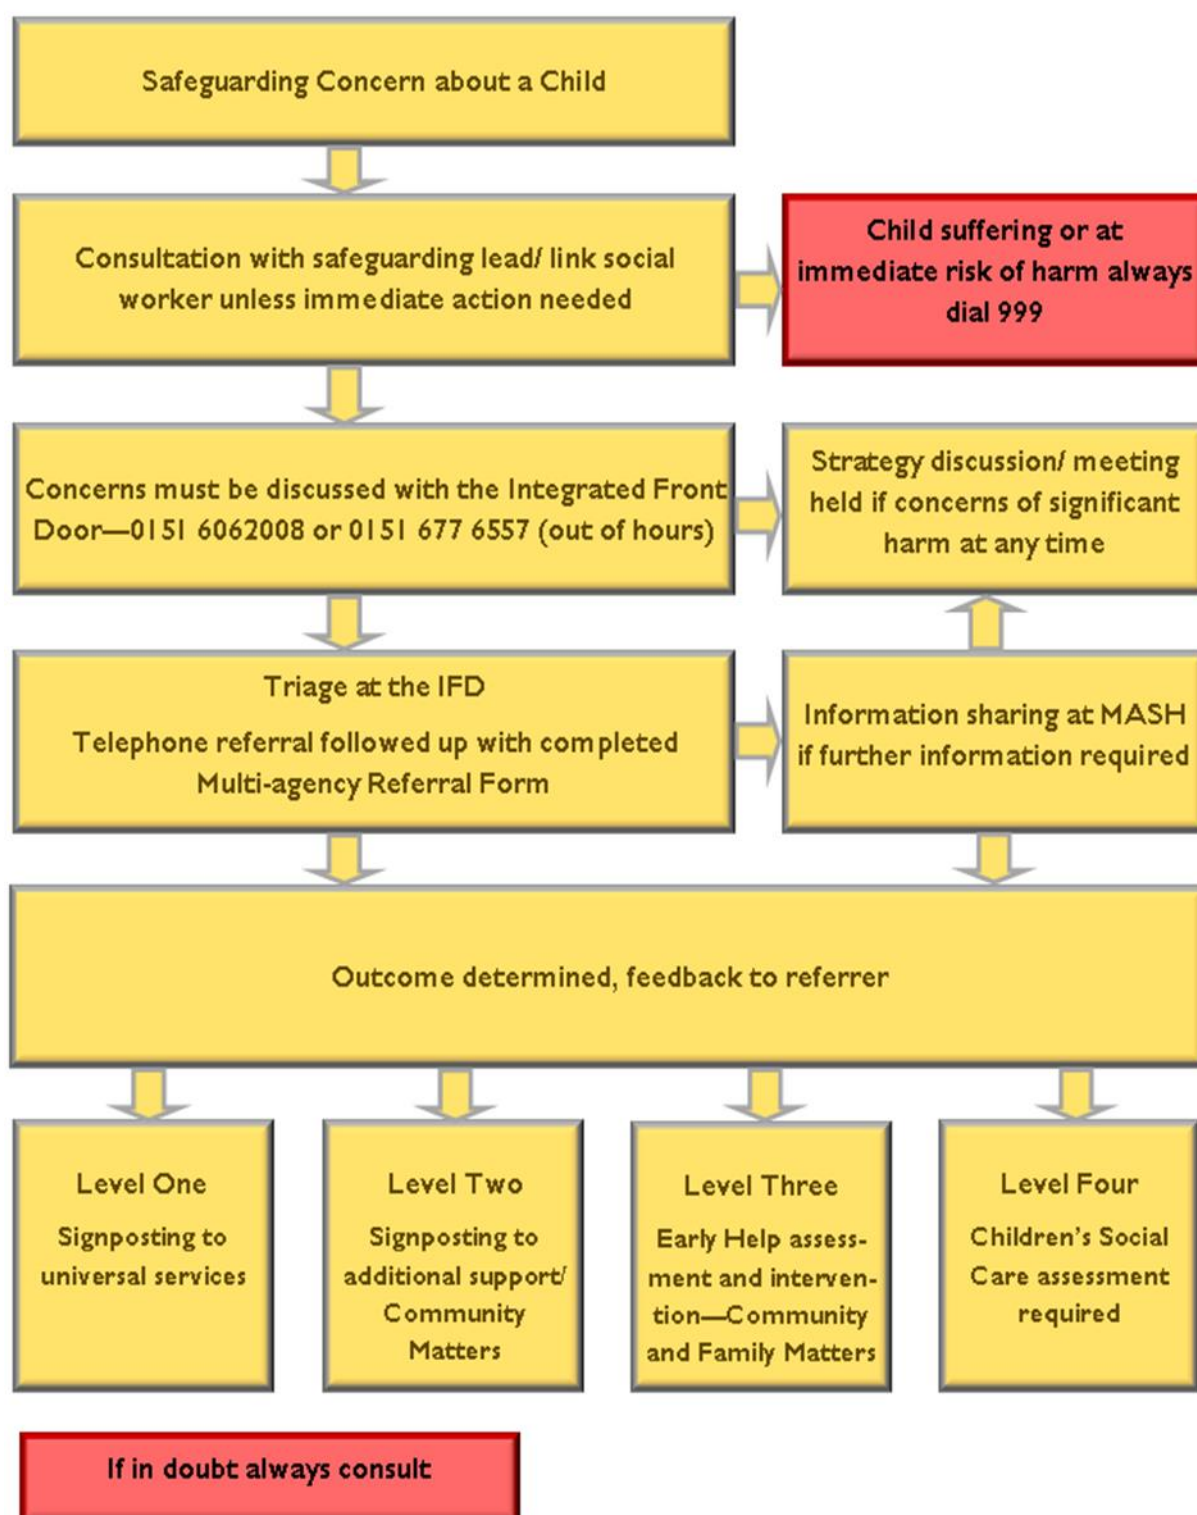 Safeguarding Concern about a Child
Consultation with safeguarding lead/ link social
worker unless immediate action needed
Child suffering or at
immediate risk of harm always
dial 999
Concerns must be discussed with the Integrated Front
Door—0151 6062008 or 0151 677 6557 (out of hours)
Strategy discussion/ meeting
held if concerns of significant
harm at any time
Triage at the IFD
Telephone referral followed up with completed
Multi-agency Referral Form
Information sharing at MASH
if further information required
Outcome determined, feedback to referrer
Level One
Signposting to
universal services
Level Two
Signposting to
additional support/
Community
Matters
Level Three
Early Help assess-
ment and interven-
tion—Community
and Family Matters
Level Four
Children's Social
Care assessment
required
If in doubt always consult